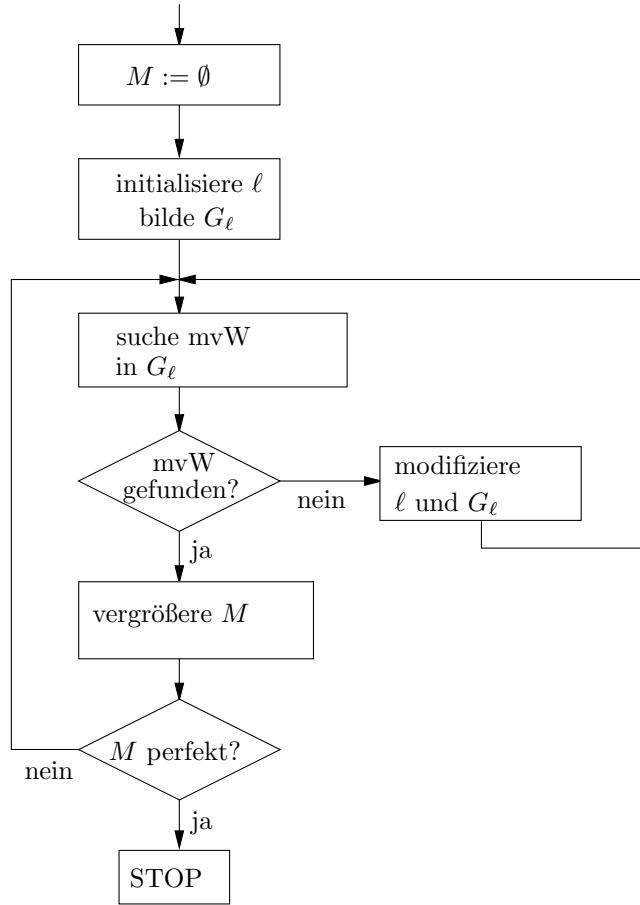 M := ∅
initialisiere ℓ
bilde G_ℓ
suche mvW
in G_ℓ
mvW
gefunden?
nein
modifiziere
ℓ und G_ℓ
ja
vergrößere M
M perfekt?
nein
ja
STOP